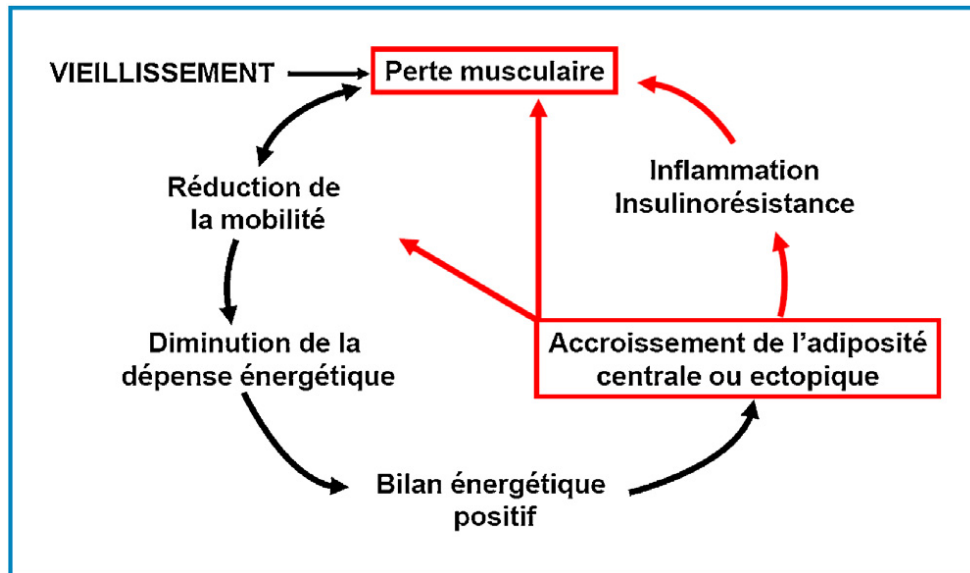 VIEILLISSEMENT
Perte musculaire
Réduction de
la mobilité
Inflammation
Insulinorésistance
Diminution de la
dépense énergétique
Accroissement de l'adiposité
centrale ou ectopique
Bilan énergétique
positif